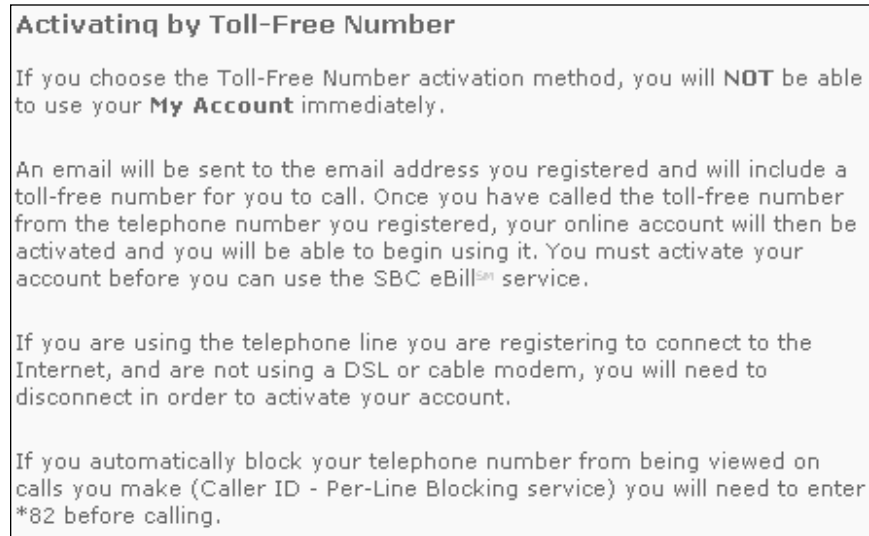 Activating by Toll-Free Number
If you choose the Toll-Free Number activation method, you will NOT be able
to use your My Account immediately.
An email will be sent to the email address you registered and will include a
toll-free number for you to call. Once you have called the toll-free number
from the telephone number you registered, your online account will then be
activated and you will be able to begin using it. You must activate your
account before you can use the SBC eBill℠ service.
If you are using the telephone line you are registering to connect to the
Internet, and are not using a DSL or cable modem, you will need to
disconnect in order to activate your account.
If you automatically block your telephone number from being viewed on
calls you make (Caller ID - Per-Line Blocking service) you will need to enter
*82 before calling.